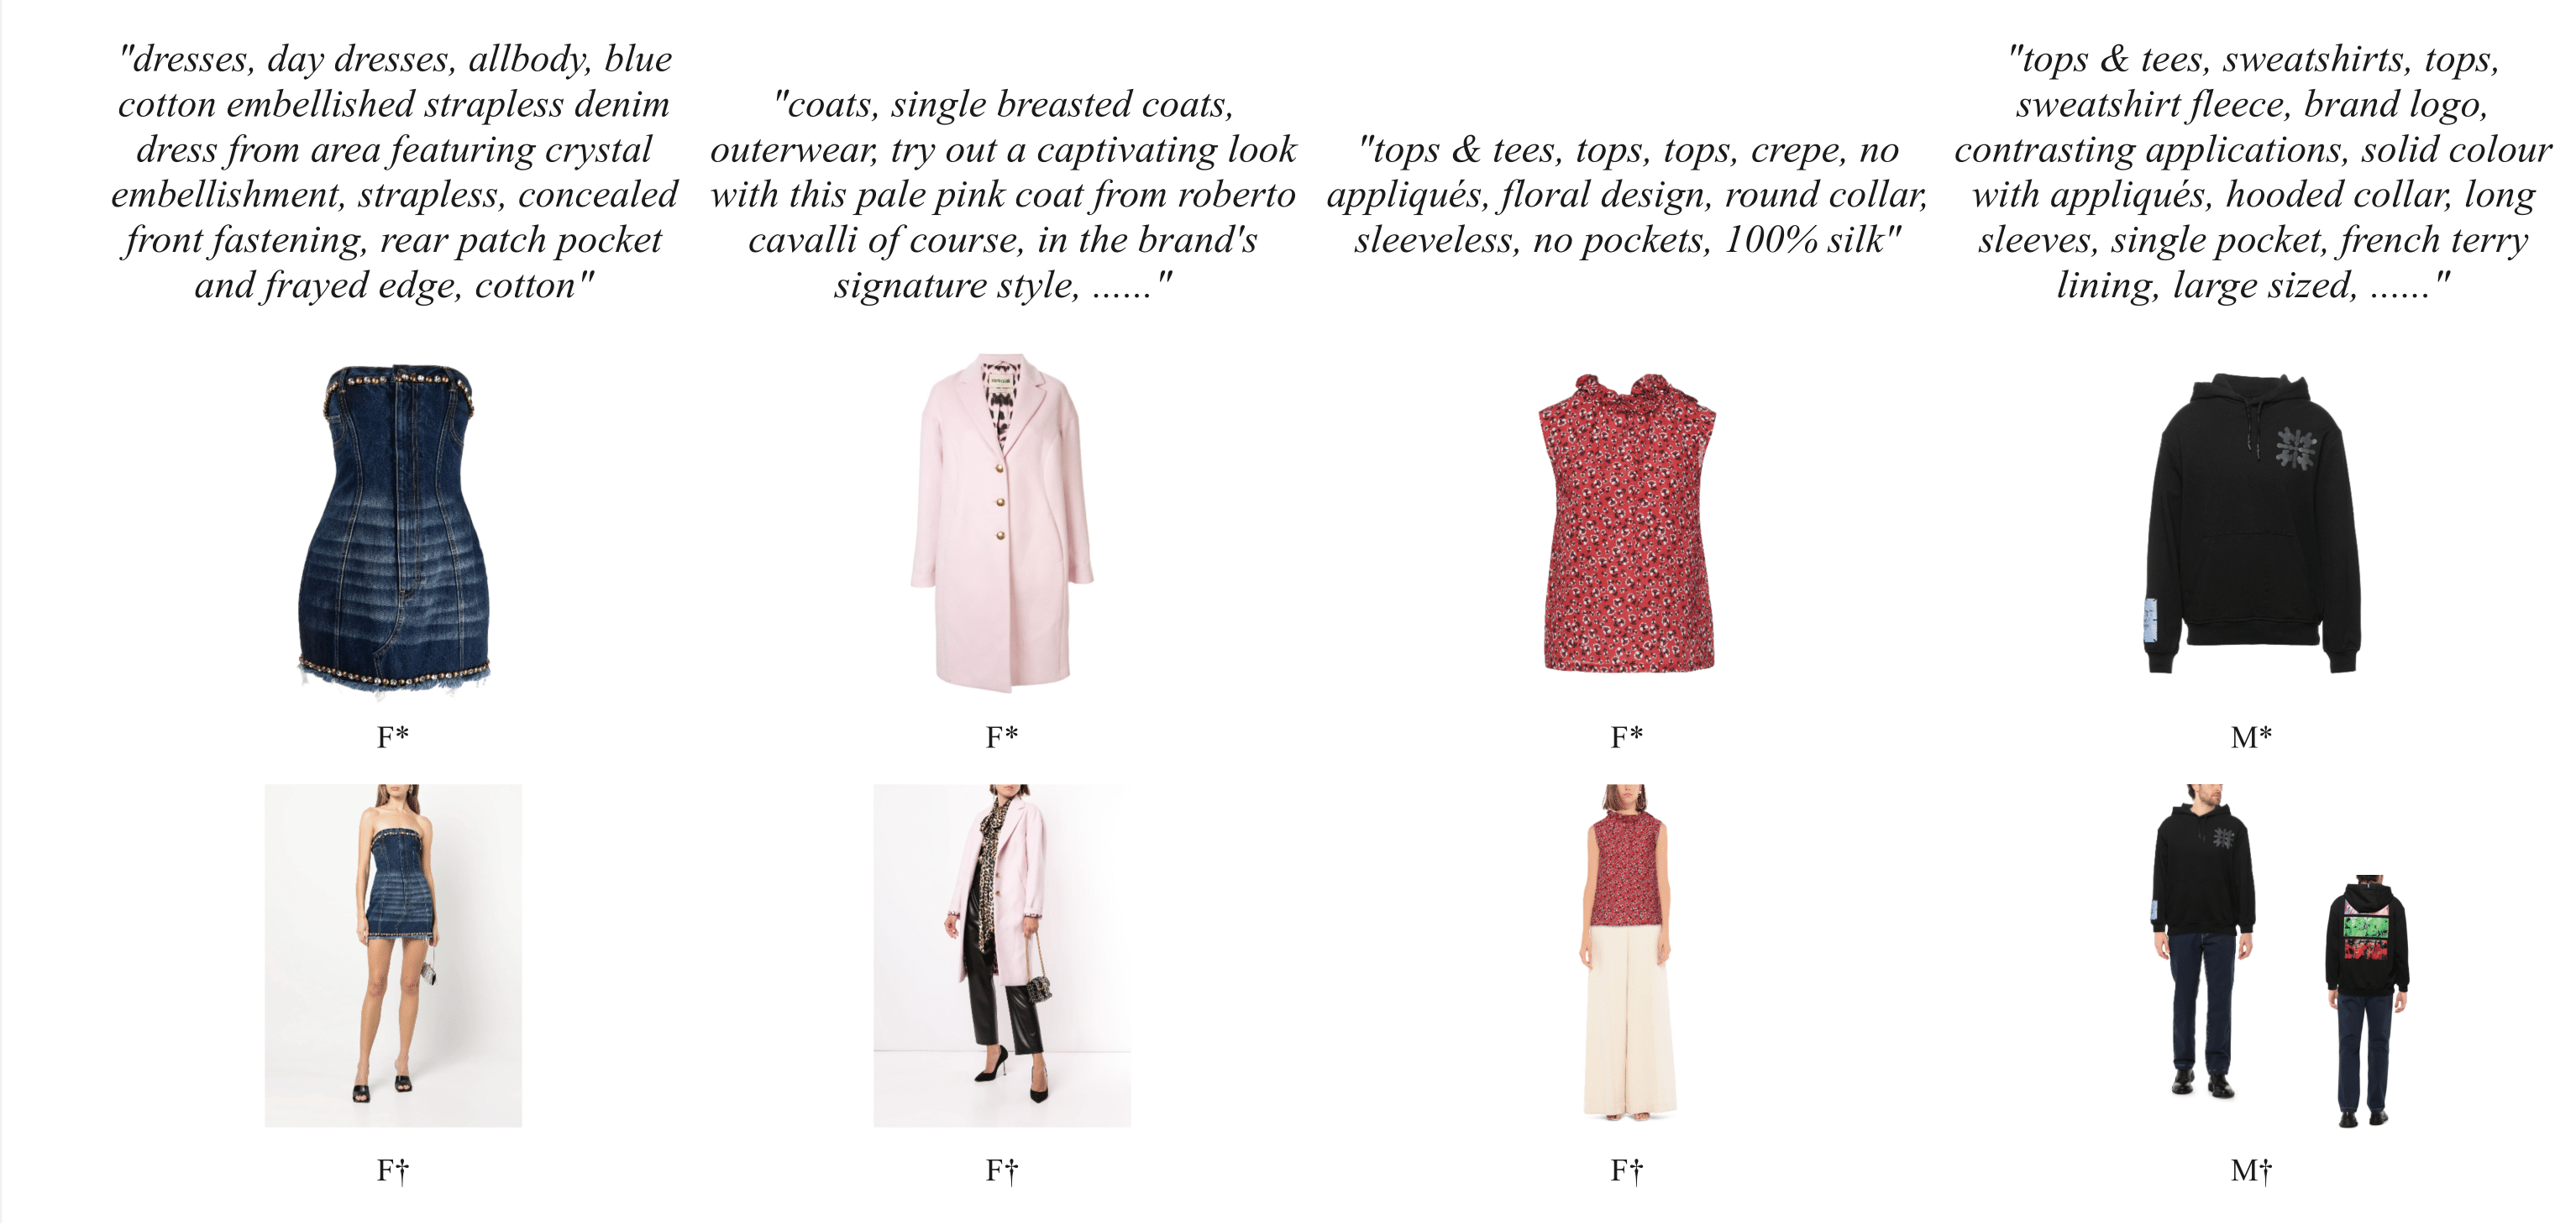 "dresses, day dresses, allbody, blue
cotton embellished strapless denim
dress from area featuring crystal
embellishment, strapless, concealed
front fastening, rear patch pocket
and frayed edge, cotton"
"coats, single breasted coats,
outerwear, try out a captivating look
with this pale pink coat from roberto
cavalli of course, in the brand's
signature style, ......"
"tops & tees, tops, tops, crepe, no
appliqués, floral design, round collar,
sleeveless, no pockets, 100% silk"
"tops & tees, sweatshirts, tops,
sweatshirt fleece, brand logo,
contrasting applications, solid colour
with appliqués, hooded collar, long
sleeves, single pocket, french terry
lining, large sized, ......"
F*
F*
F*
M*
F†
F†
F†
M†